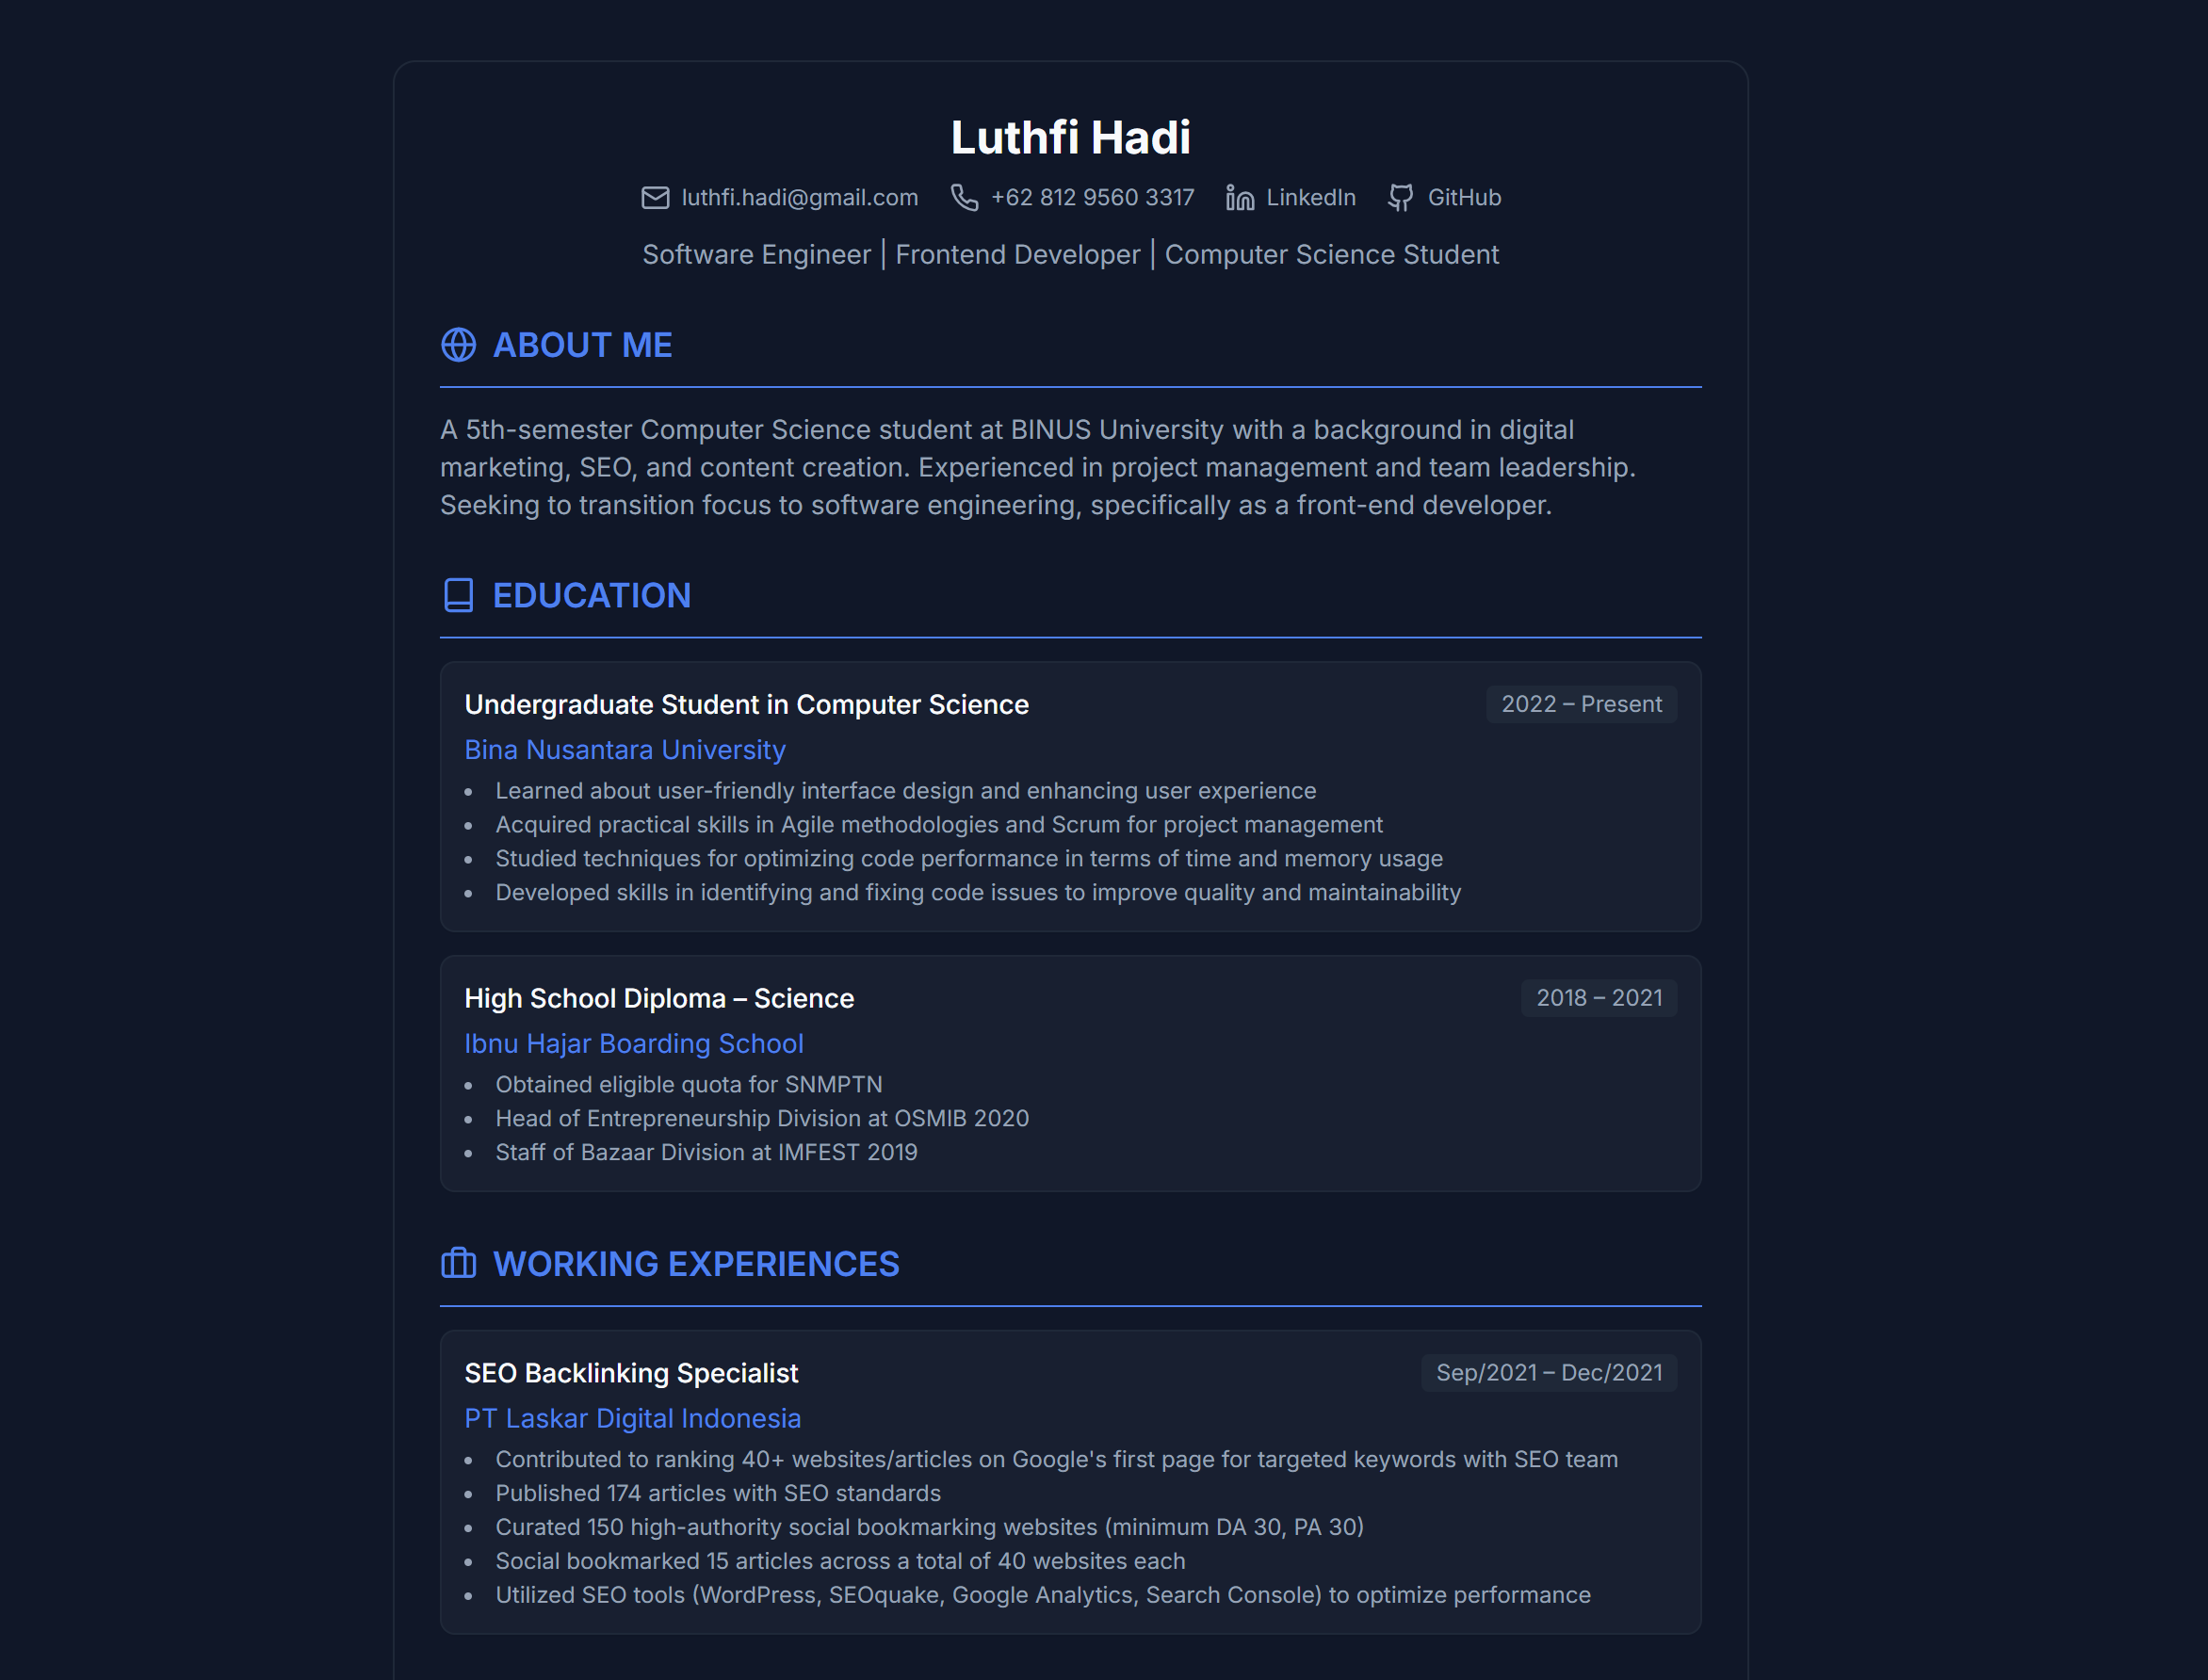 Luthfi Hadi
luthfi.hadi@gmail.com +62 812 9560 3317 LinkedIn GitHub
Software Engineer | Frontend Developer | Computer Science Student
ABOUT ME
A 5th-semester Computer Science student at BINUS University with a background in digital
marketing, SEO, and content creation. Experienced in project management and team leadership.
Seeking to transition focus to software engineering, specifically as a front-end developer.
EDUCATION
Undergraduate Student in Computer Science 2022 – Present
Bina Nusantara University
• Learned about user-friendly interface design and enhancing user experience
• Acquired practical skills in Agile methodologies and Scrum for project management
• Studied techniques for optimizing code performance in terms of time and memory usage
• Developed skills in identifying and fixing code issues to improve quality and maintainability
High School Diploma – Science 2018 – 2021
Ibnu Hajar Boarding School
• Obtained eligible quota for SNMPTN
• Head of Entrepreneurship Division at OSMIB 2020
• Staff of Bazaar Division at IMFEST 2019
WORKING EXPERIENCES
SEO Backlinking Specialist Sep/2021 – Dec/2021
PT Laskar Digital Indonesia
• Contributed to ranking 40+ websites/articles on Google's first page for targeted keywords with SEO team
• Published 174 articles with SEO standards
• Curated 150 high-authority social bookmarking websites (minimum DA 30, PA 30)
• Social bookmarked 15 articles across a total of 40 websites each
• Utilized SEO tools (WordPress, SEOquake, Google Analytics, Search Console) to optimize performance